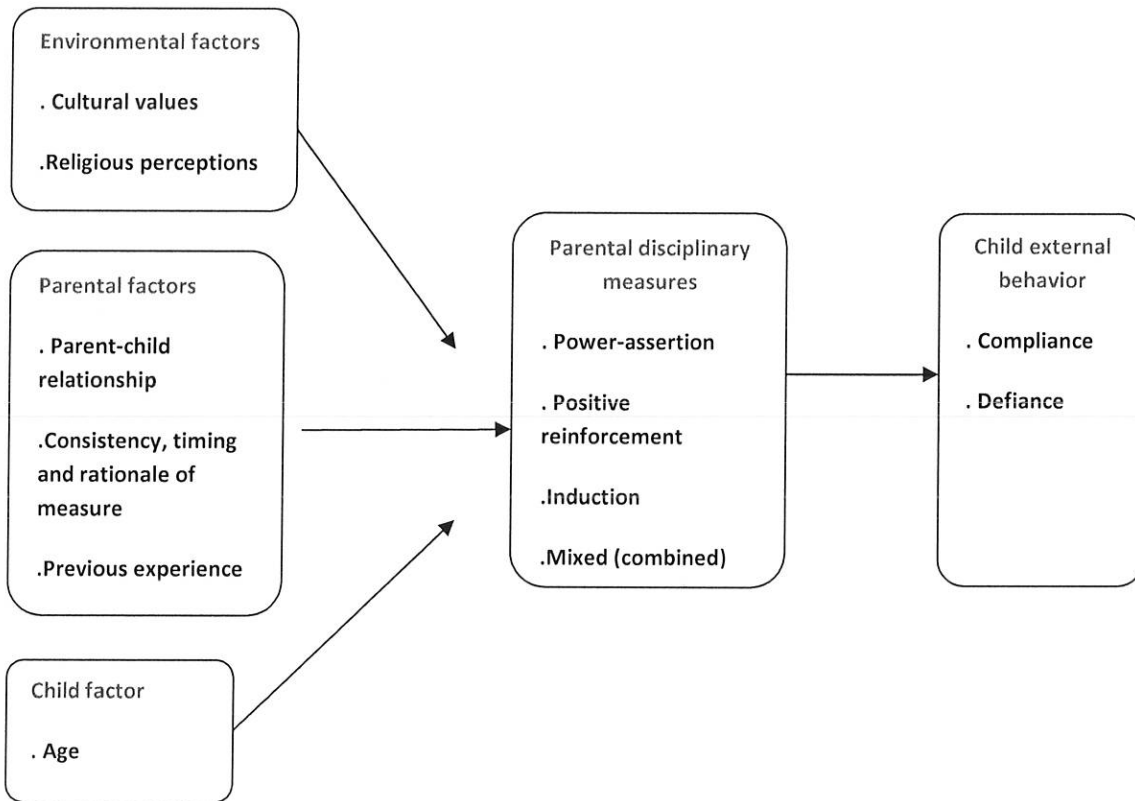 Environmental factors
. Cultural values
.Religious perceptions
Parental factors
. Parent-child
relationship
.Consistency, timing
and rationale of
measure
.Previous experience
Child factor
. Age
Parental disciplinary
measures
. Power-assertion
. Positive
reinforcement
.Induction
.Mixed (combined)
Child external
behavior
. Compliance
. Defiance